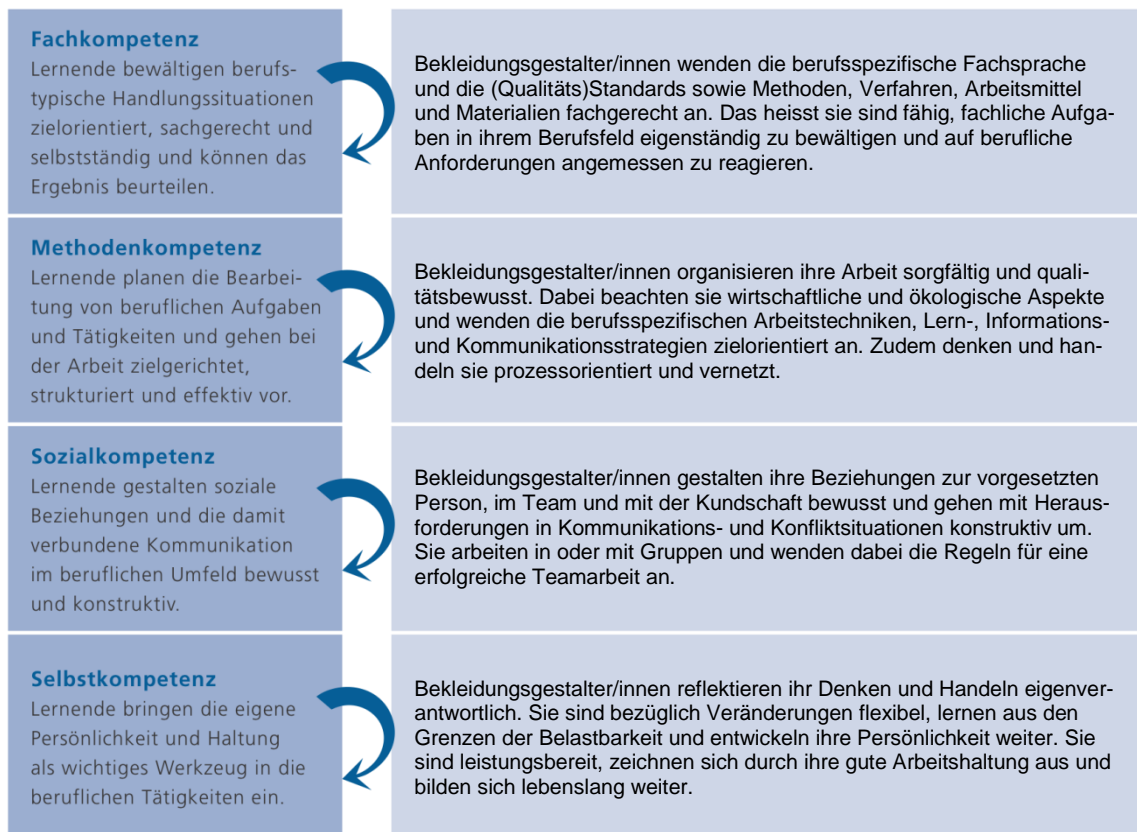 Fachkompetenz
Lernende bewältigen berufs-
typische Handlungssituationen
zielorientiert, sachgerecht und
selbstständig und können das
Ergebnis beurteilen.
Bekleidungsgestalter/innen wenden die berufsspezifische Fachsprache
und die (Qualitäts)Standards sowie Methoden, Verfahren, Arbeitsmittel
und Materialien fachgerecht an. Das heisst sie sind fähig, fachliche Aufga-
ben in ihrem Berufsfeld eigenständig zu bewältigen und auf berufliche
Anforderungen angemessen zu reagieren.
Methodenkompetenz
Lernende planen die Bearbei-
tung von beruflichen Aufgaben
und Tätigkeiten und gehen bei
der Arbeit zielgerichtet,
strukturiert und effektiv vor.
Bekleidungsgestalter/innen organisieren ihre Arbeit sorgfältig und quali-
tätsbewusst. Dabei beachten sie wirtschaftliche und ökologische Aspekte
und wenden die berufsspezifischen Arbeitstechniken, Lern-, Informations-
und Kommunikationsstrategien zielorientiert an. Zudem denken und han-
deln sie prozessorientiert und vernetzt.
Sozialkompetenz
Lernende gestalten soziale
Beziehungen und die damit
verbundene Kommunikation
im beruflichen Umfeld bewusst
und konstruktiv.
Bekleidungsgestalter/innen gestalten ihre Beziehungen zur vorgesetzten
Person, im Team und mit der Kundschaft bewusst und gehen mit Heraus-
forderungen in Kommunikations- und Konfliktsituationen konstruktiv um.
Sie arbeiten in oder mit Gruppen und wenden dabei die Regeln für eine
erfolgreiche Teamarbeit an.
Selbstkompetenz
Lernende bringen die eigene
Persönlichkeit und Haltung
als wichtiges Werkzeug in die
beruflichen Tätigkeiten ein.
Bekleidungsgestalter/innen reflektieren ihr Denken und Handeln eigenver-
antwortlich. Sie sind bezüglich Veränderungen flexibel, lernen aus den
Grenzen der Belastbarkeit und entwickeln ihre Persönlichkeit weiter. Sie
sind leistungsbereit, zeichnen sich durch ihre gute Arbeitshaltung aus und
bilden sich lebenslang weiter.